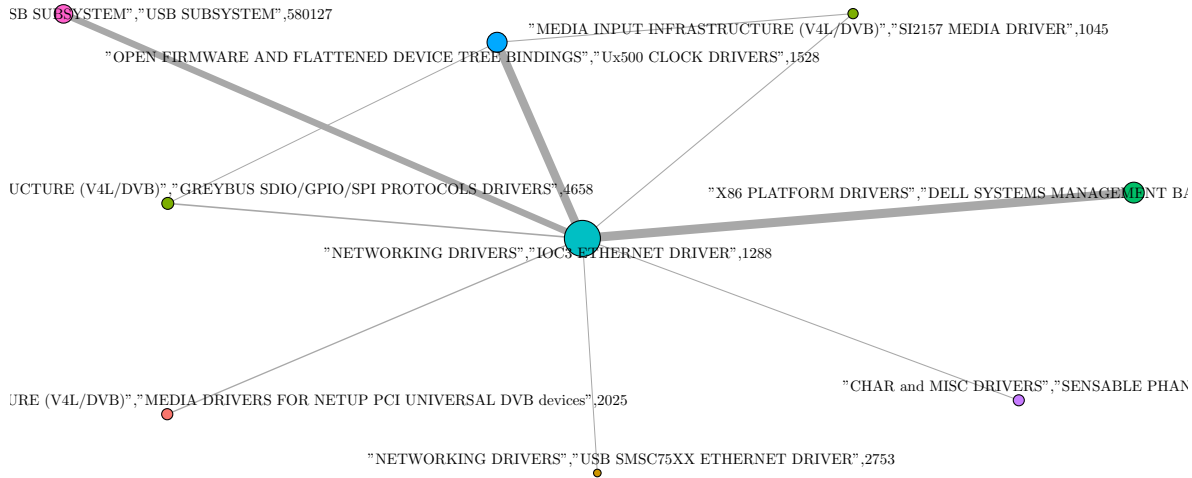 SB SUBSYSTEM”,”USB SUBSYSTEM”,580127
”MEDIA INPUT INFRASTRUCTURE (V4L/DVB)”,”SI2157 MEDIA DRIVER”,1045
”OPEN FIRMWARE AND FLATTENED DEVICE TREE BINDINGS”,”Ux500 CLOCK DRIVERS”,1528
UCTURE (V4L/DVB)”,”GREYBUS SDIO/GPIO/SPI PROTOCOLS DRIVERS”,4658
”X86 PLATFORM DRIVERS”,”DELL SYSTEMS MANAGEMENT BA
”NETWORKING DRIVERS”,”IOC3 ETHERNET DRIVER”,1288
”CHAR and MISC DRIVERS”,”SENSABLE PHAN
URE (V4L/DVB)”,”MEDIA DRIVERS FOR NETUP PCI UNIVERSAL DVB devices”,2025
”NETWORKING DRIVERS”,”USB SMSC75XX ETHERNET DRIVER”,2753